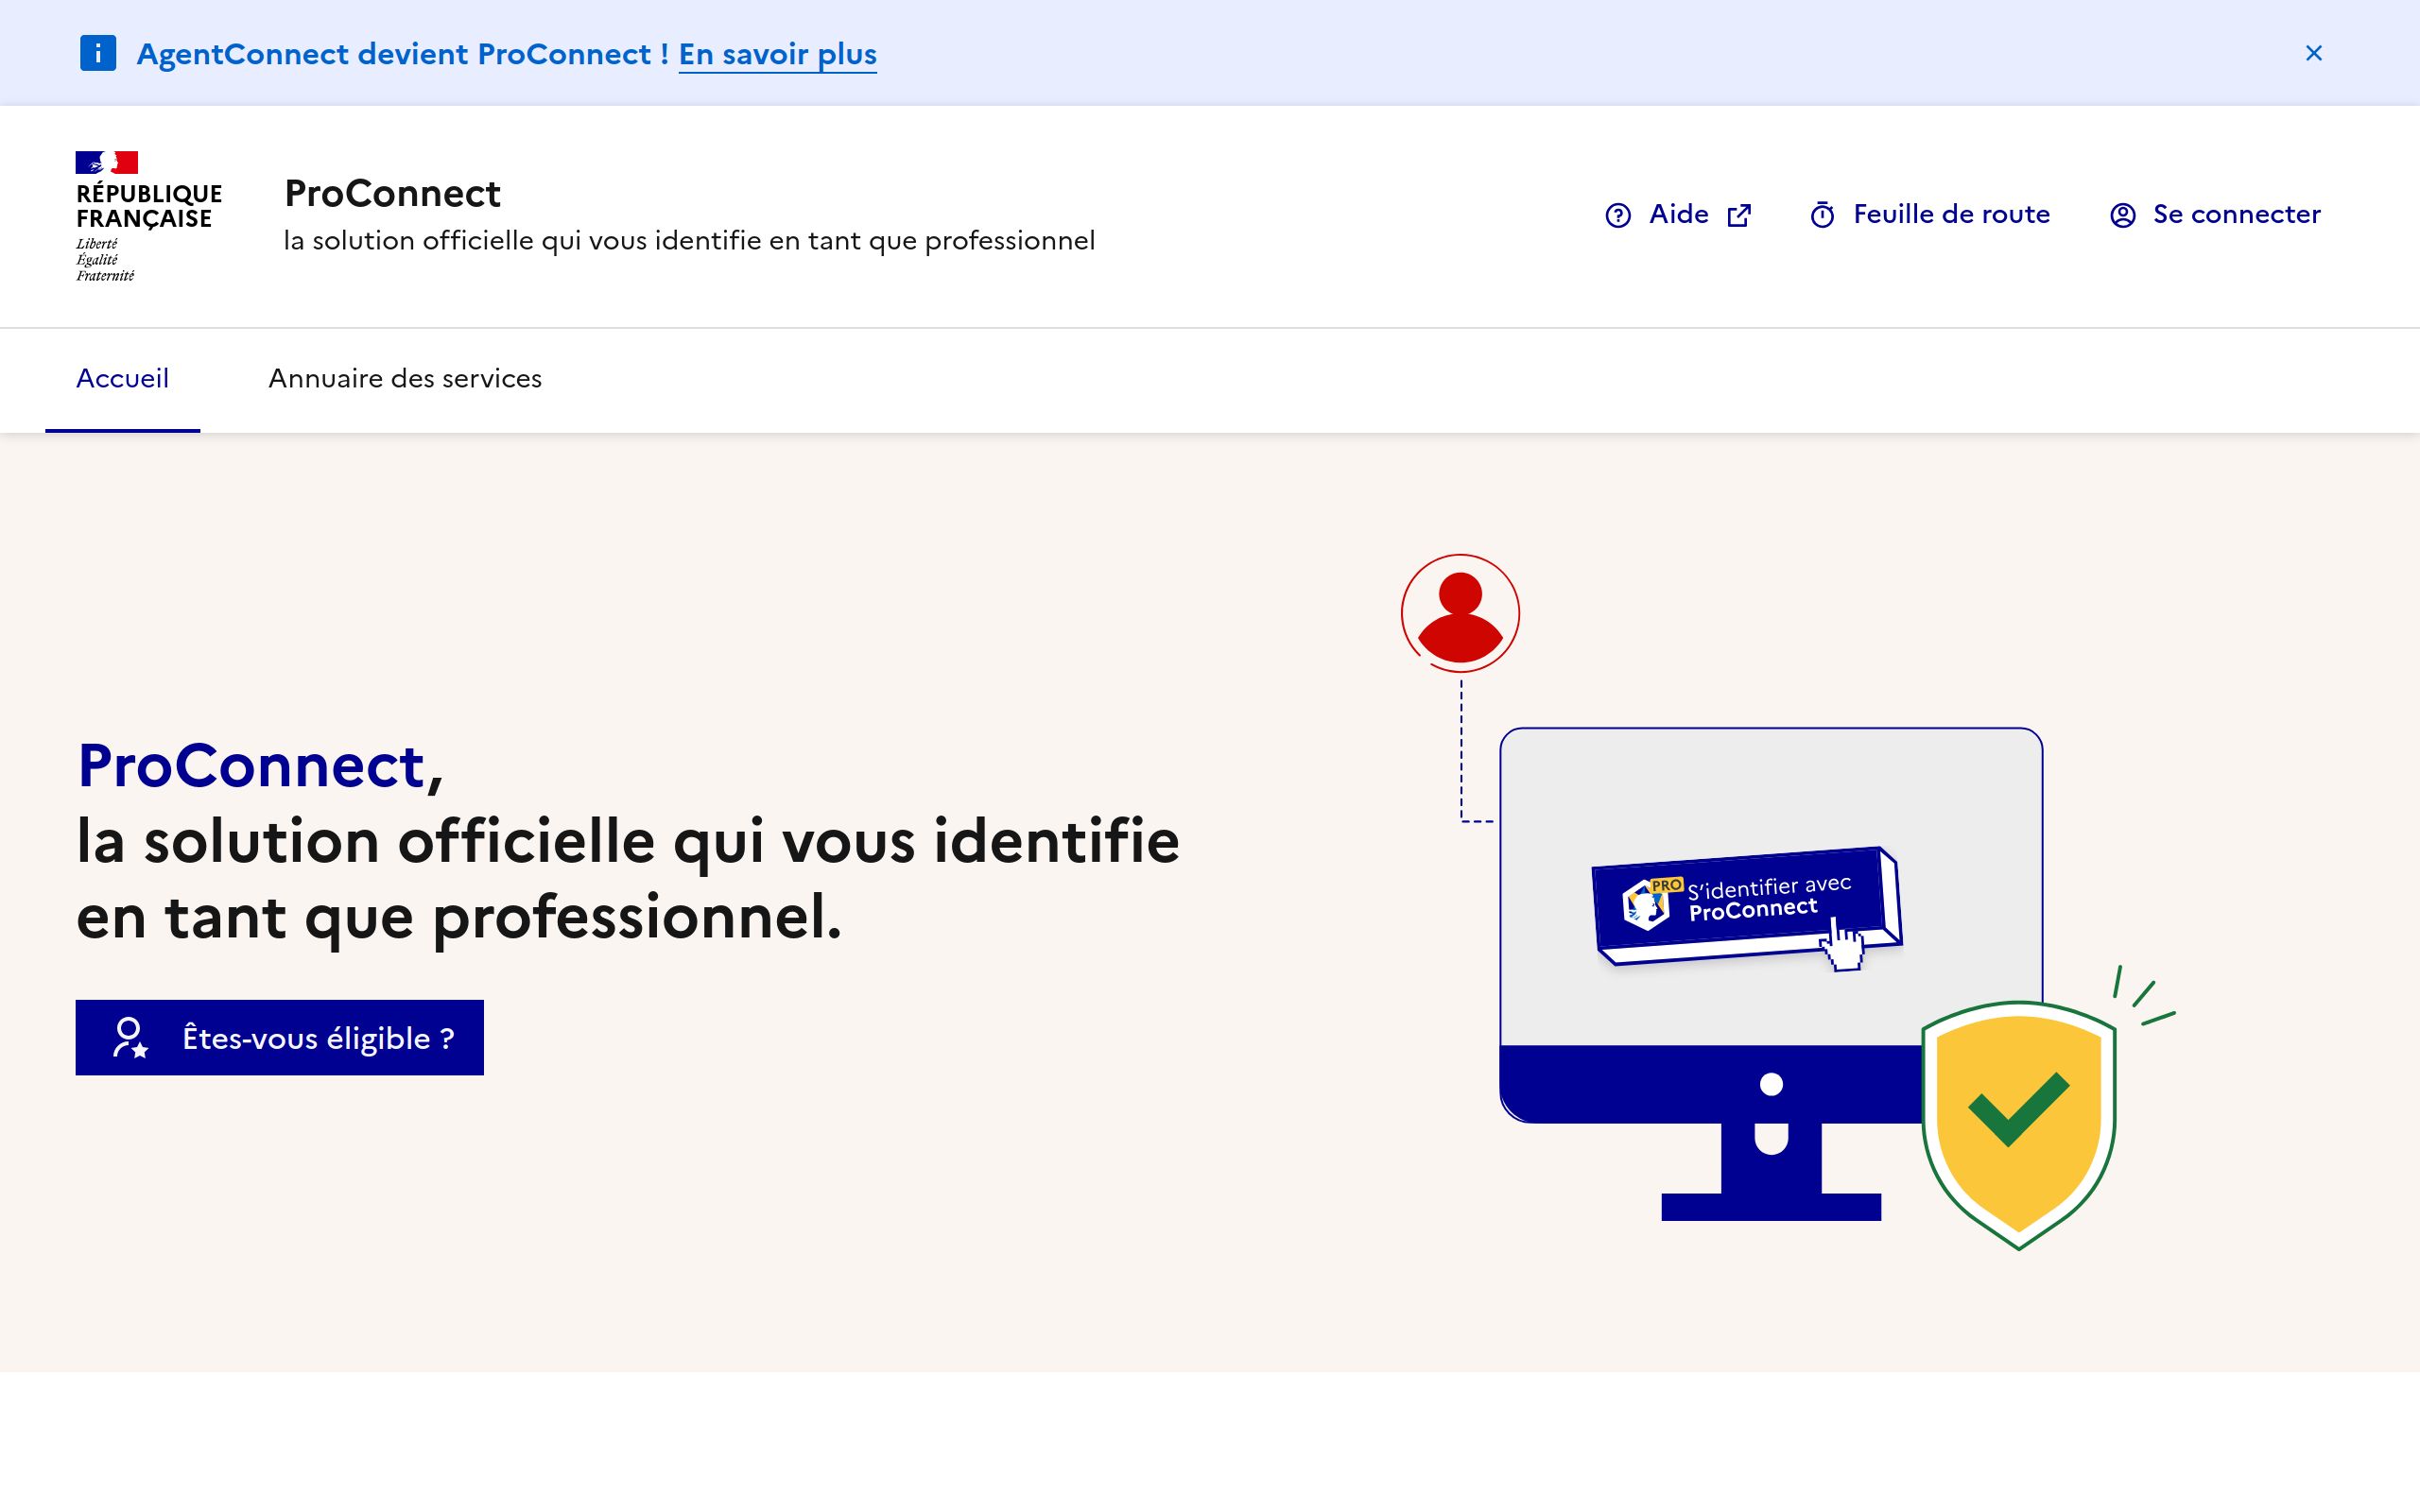 AgentConnect devient ProConnect ! En savoir plus
RÉPUBLIQUE
FRANÇAISE
Liberté
Égalité
Fraternité
ProConnect
la solution officielle qui vous identifie en tant que professionnel
Aide
Feuille de route
Se connecter
Accueil
Annuaire des services
ProConnect,
la solution officielle qui vous identifie
en tant que professionnel.
Êtes-vous éligible ?
PRO
S'identifier avec
ProConnect